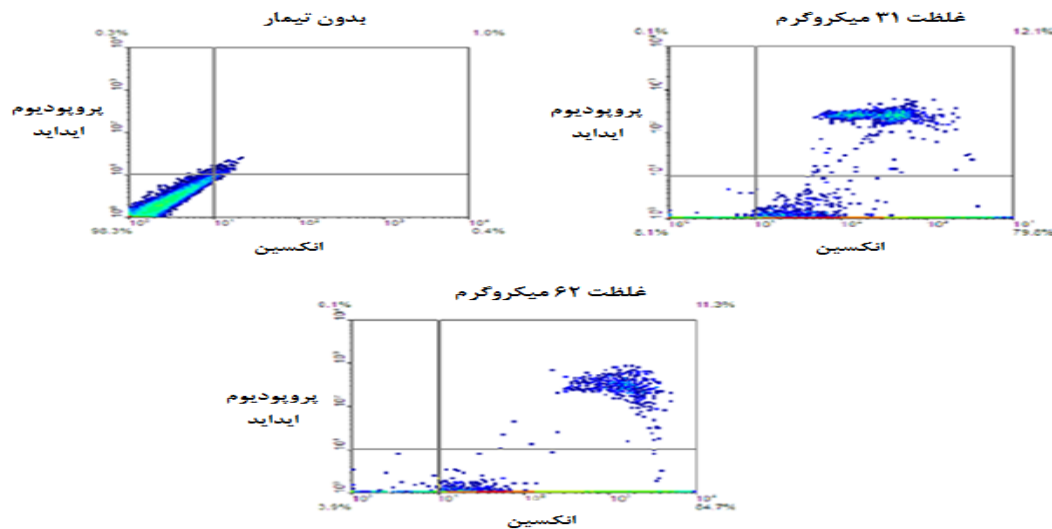 بدون تیمار
0.3%
1.0%
پروپودیوم
ایداید
98.3%
0.4%
انکسین
غلظت ۳۱ میکروگرم
0.1%
12.1%
پروپودیوم
ایداید
8.1%
79.8%
انکسین
غلظت ۶۲ میکروگرم
0.1%
11.3%
پروپودیوم
ایداید
3.9%
84.7%
انکسین